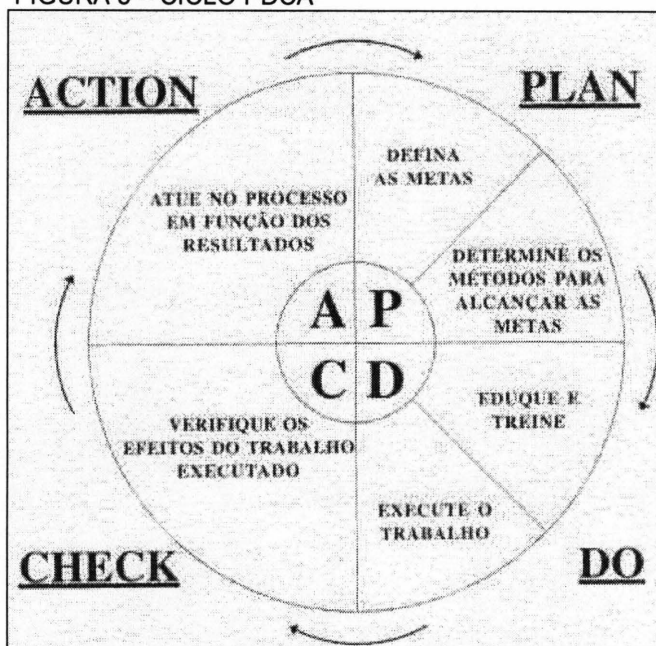 ACTION
PLAN
DEFINA
AS METAS
ATUE NO PROCESSO
EM FUNÇÃO DOS
RESULTADOS
DETERMINE OS
MÉTODOS PARA
ALCANÇAR AS
METAS
A P
C D
EDUQUE E
TREINE
VERIFIQUE OS
EFEITOS DO TRABALHO
EXECUTADO
EXECUTE O
TRABALHO
CHECK
DO